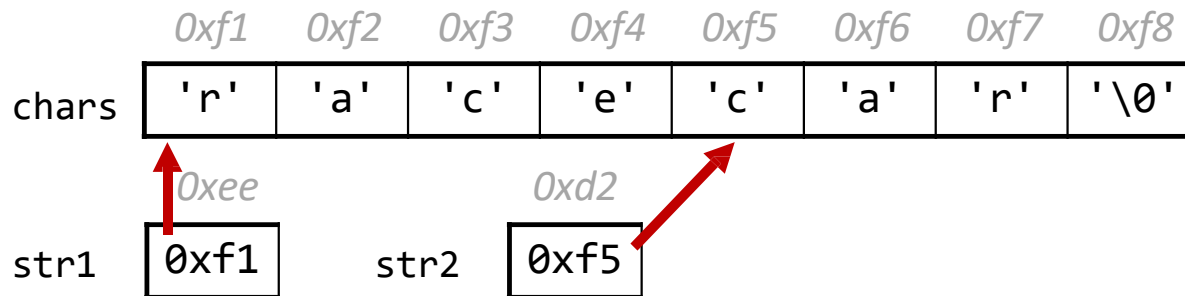 0xf1 0xf2 0xf3 0xf4 0xf5 0xf6 0xf7 0xf8
chars 'r' 'a' 'c' 'e' 'c' 'a' 'r' '\0'
0xee 0xd2
str1 0xf1 str2 0xf5